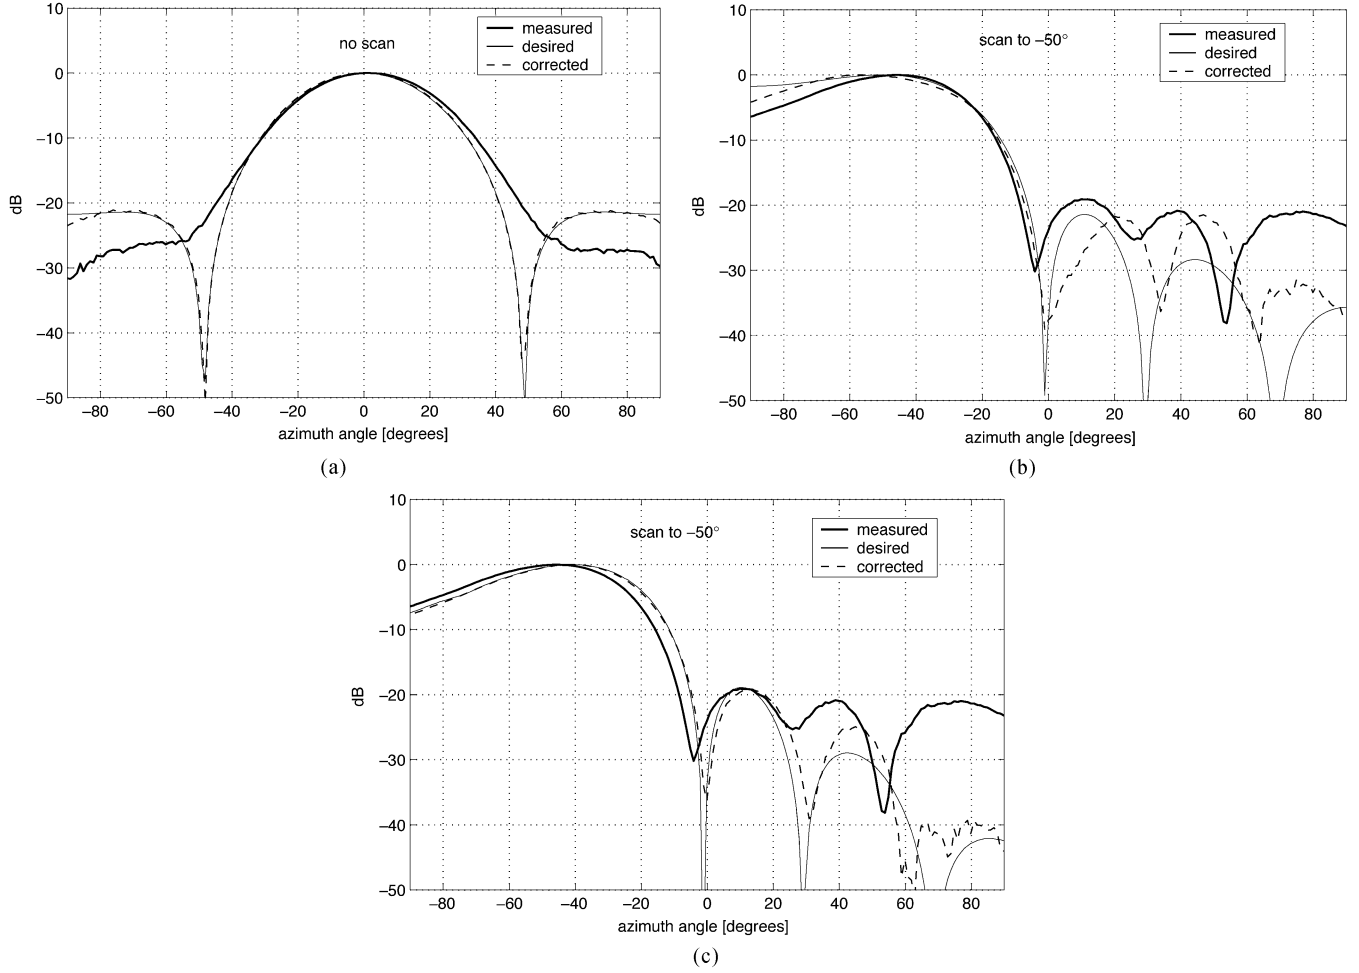 10
0
−10
−20
−30
−40
−50
dB
no scan
measured
desired
corrected
−80 −60 −40 −20 0 20 40 60 80
azimuth angle [degrees]
(a)
10
0
−10
−20
−30
−40
−50
dB
scan to −50°
measured
desired
corrected
−80 −60 −40 −20 0 20 40 60 80
azimuth angle [degrees]
(b)
10
0
−10
−20
−30
−40
−50
dB
scan to −50°
measured
desired
corrected
−80 −60 −40 −20 0 20 40 60 80
azimuth angle [degrees]
(c)